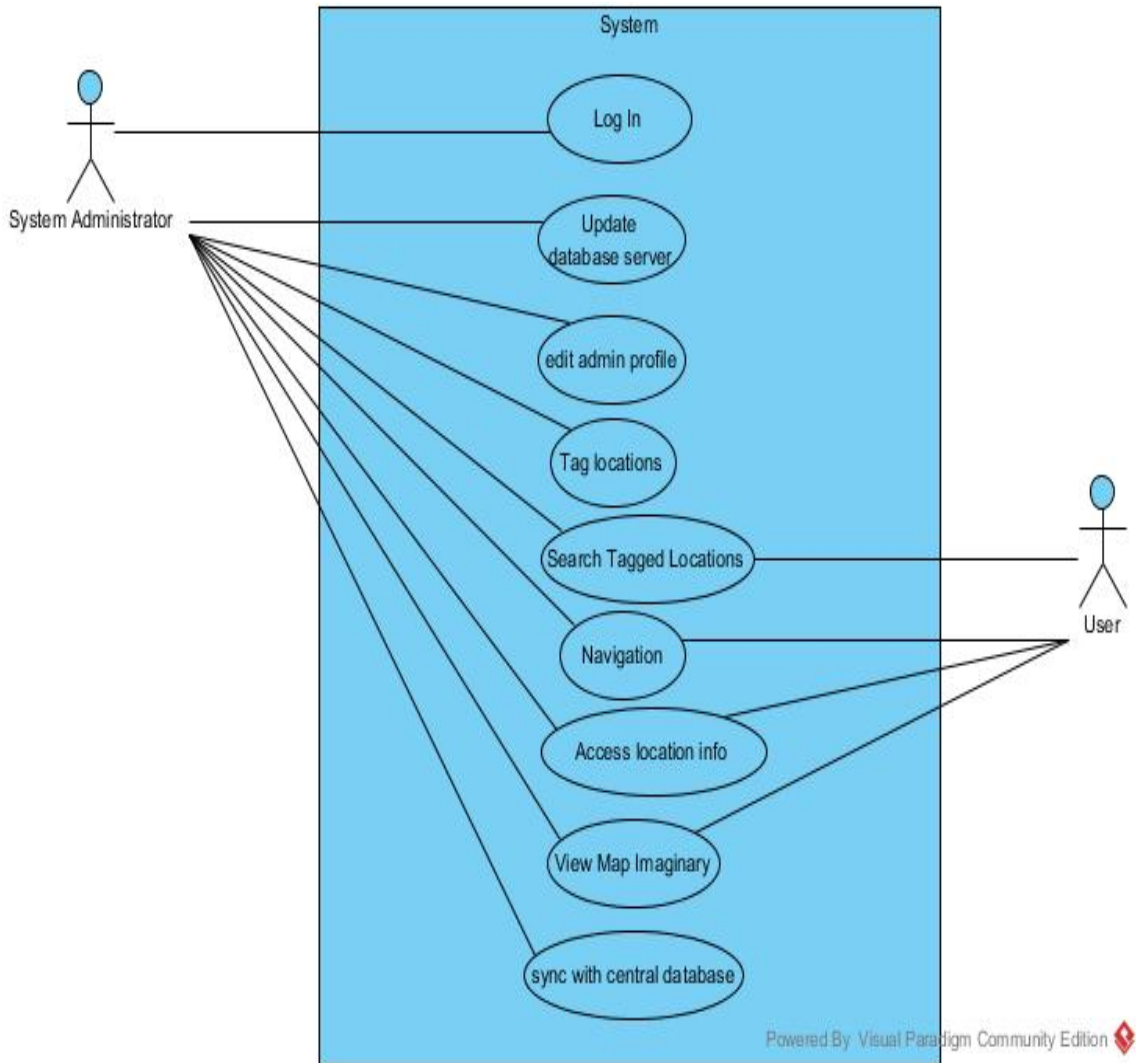 System
Log In
System Administrator
Update
database server
edit admin profile
Tag locations
Search Tagged Locations
User
Navigation
Access location info
View Map Imaginary
sync with central database
Powered By Visual Paradigm Community Edition